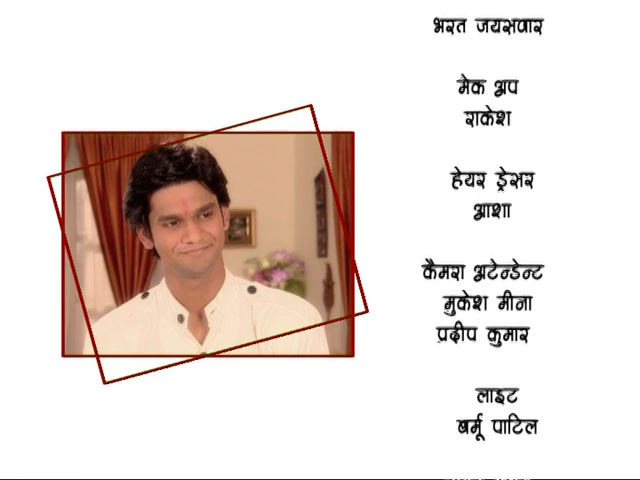 भरत जयसवार
मेक अप
राकेश
हेयर ड्रेसर
आशा
कैमरा अटेन्डेन्ट
मुकेश मीना
प्रदीप कुमार
लाइट
बर्मू पाटिल